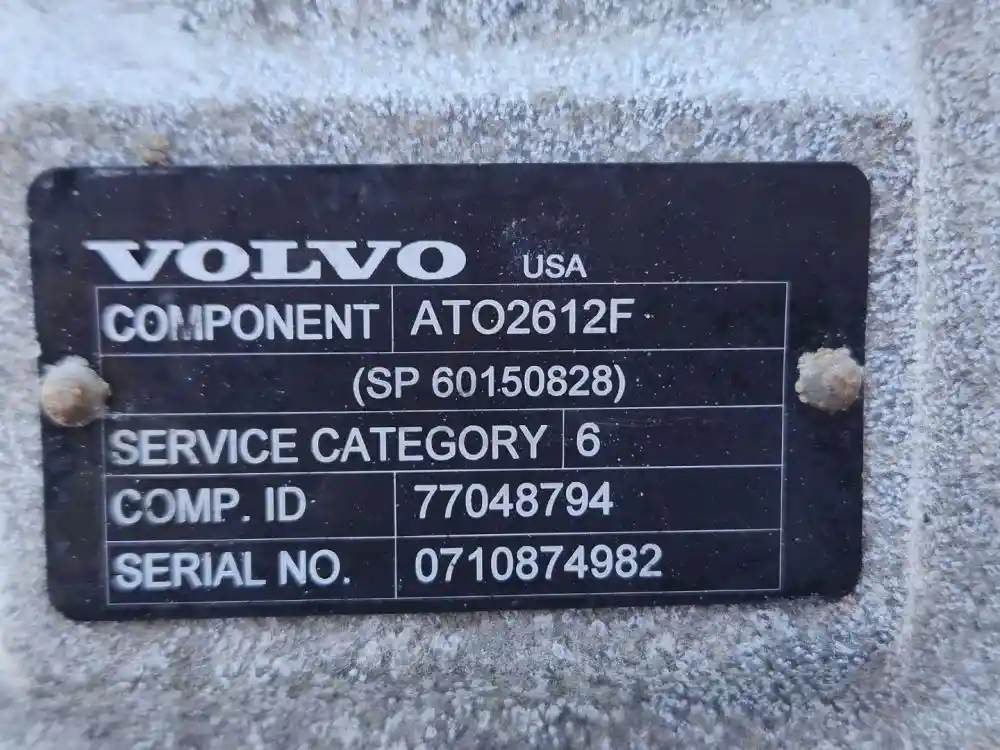 VOLVO USA
COMPONENT ATO2612F
(SP 60150828)
SERVICE CATEGORY 6
COMP. ID 77048794
SERIAL NO. 0710874982